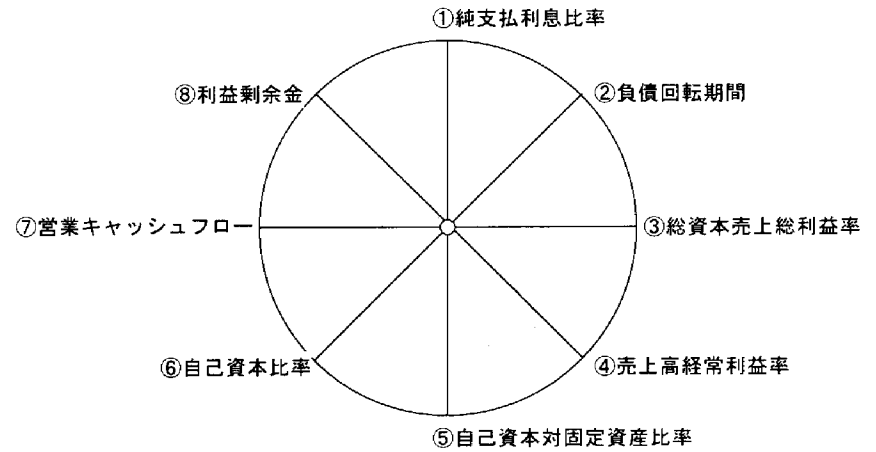 ①純支払利息比率
②負債回転期間
③総資本売上総利益率
④売上高経常利益率
⑤自己資本対固定資産比率
⑥自己資本比率
⑦営業キャッシュフロー
⑧利益剰余金